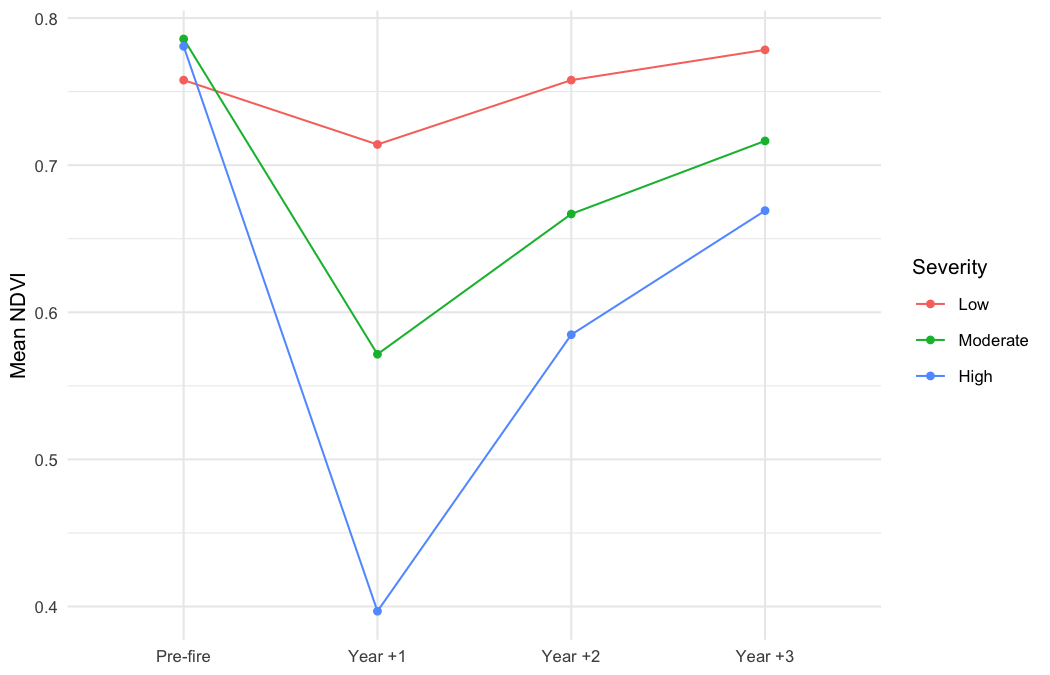 0.8
0.7
0.6
0.5
0.4
Mean NDVI
Pre-fire
Year +1
Year +2
Year +3
Severity
Low
Moderate
High